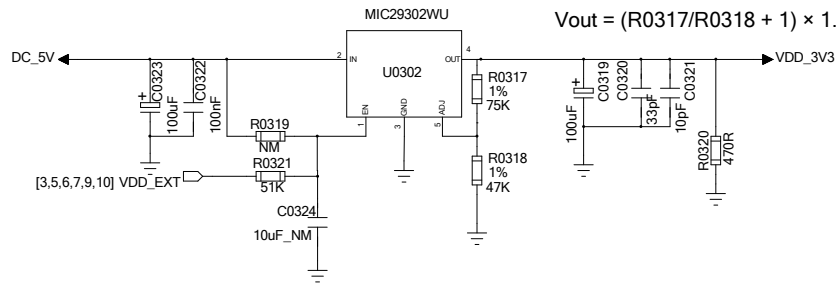 MIC29302WU
Vout = (R0317/R0318 + 1) × 1.
DC_5V
2
IN
OUT
4
VDD_3V3
U0302
EN
GND
ADJ
1
3
5
C0323
100uF
C0322
100nF
R0317
1%
75K
C0319
100uF
C0320
33pF
C0321
10pF
R0319
NM
R0318
1%
47K
R0320
470R
[3,5,6,7,9,10] VDD_EXT
R0321
51K
C0324
10uF_NM
+
+